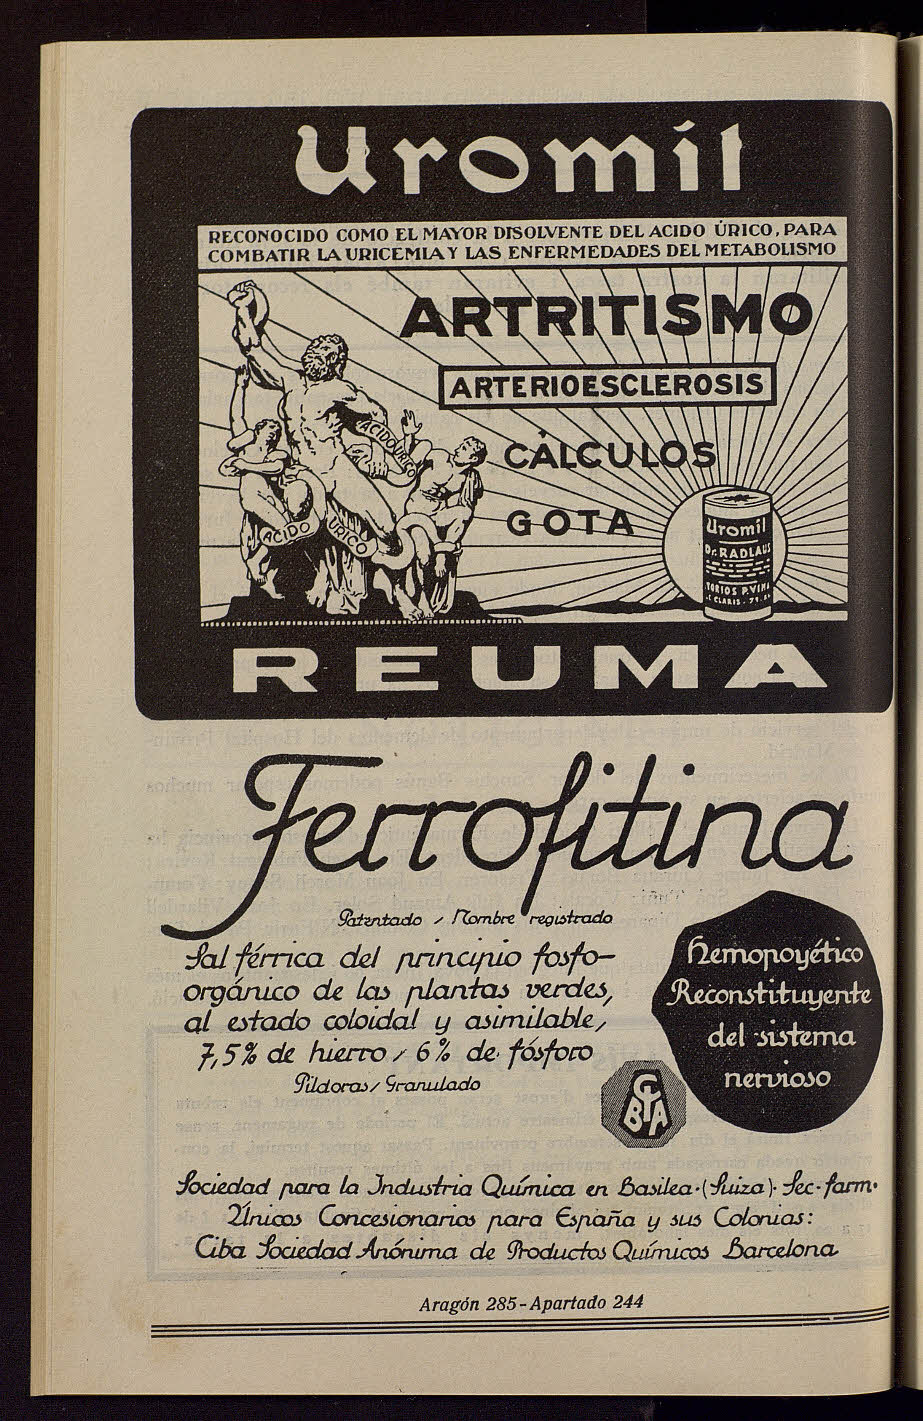 Uromil
RECONOCIDO COMO EL MAYOR DISOLVENTE DEL ACIDO ÚRICO, PARA
COMBATIR LA URICEMIA Y LAS ENFERMEDADES DEL METABOLISMO
ARTRITISMO
ARTERIOESCLEROSIS
CÁLCULOS
GOTA
ACIDO URICO
ACIDO URICO
Uromil
Dr. RADLAUE
REUMA
Ferrofitina
Patentado / Nombre registrado
Sal férrica del principio fosfo-
orgánico de las plantas verdes,
al estado coloidal y asimilable,
7,5% de hierro / 6% de fósforo
Píldoras / Granulado
Hemopoyético
Reconstituyente
del sistema
nervioso
CIBA
Sociedad para la Industria Química en Basilea·(Suiza)· Sec·farm·
Únicos Concesionarios para España y sus Colonias:
Ciba Sociedad Anónima de Productos Químicos Barcelona
Aragón 285 - Apartado 244